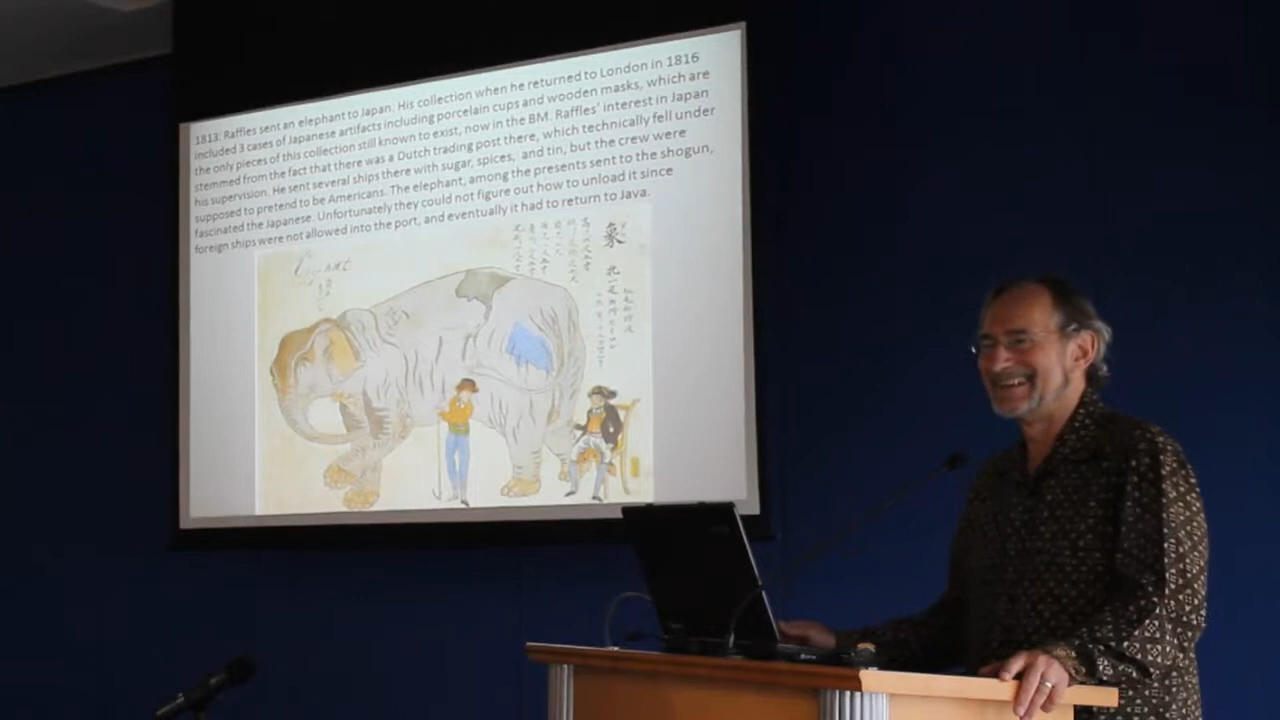 1813: Raffles sent an elephant to Japan. His collection when he returned to London in 1816
included 3 cases of Japanese artifacts including porcelain cups and wooden masks, which are
the only pieces of this collection still known to exist, now in the BM. Raffles' interest in Japan
stemmed from the fact that there was a Dutch trading post there, which technically fell under
his supervision. He sent several ships there with sugar, spices, and tin, but the crew were
supposed to pretend to be Americans. The elephant, among the presents sent to the shogun,
fascinated the Japanese. Unfortunately they could not figure out how to unload it since
foreign ships were not allowed into the port, and eventually it had to return to Java.
象